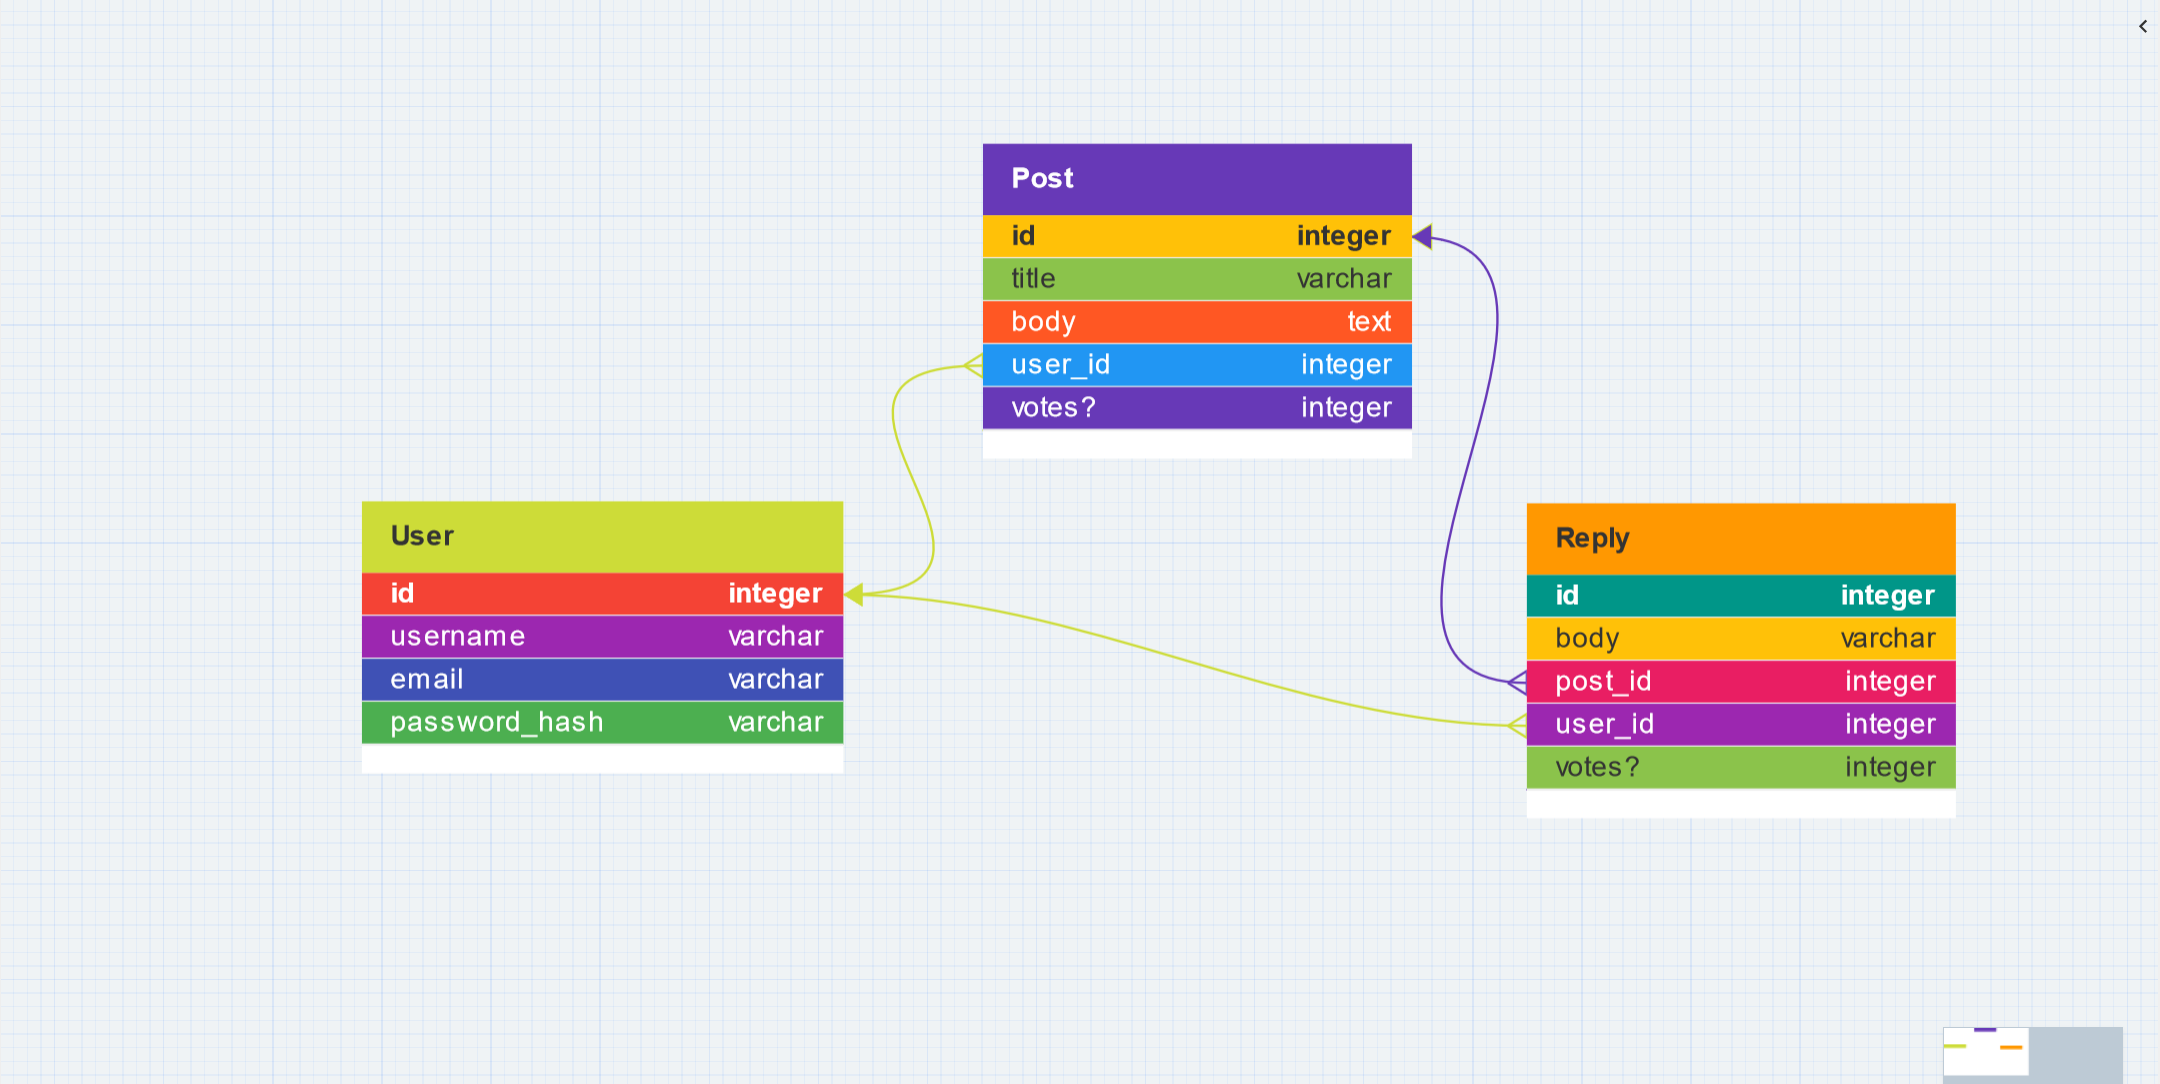 Post
id integer
title varchar
body text
user_id integer
votes? integer
User
id integer
username varchar
email varchar
password_hash varchar
Reply
id integer
body varchar
post_id integer
user_id integer
votes? integer